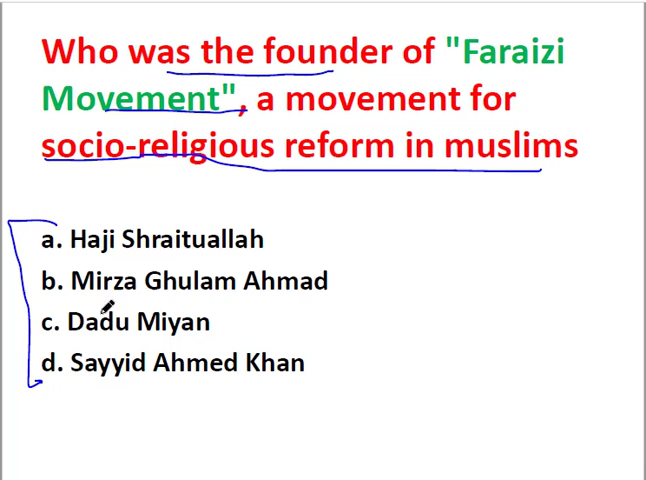 Who was the founder of "Faraizi
Movement", a movement for
socio-religious reform in muslims
a. Haji Shraituallah
b. Mirza Ghulam Ahmad
c. Dadu Miyan
d. Sayyid Ahmed Khan